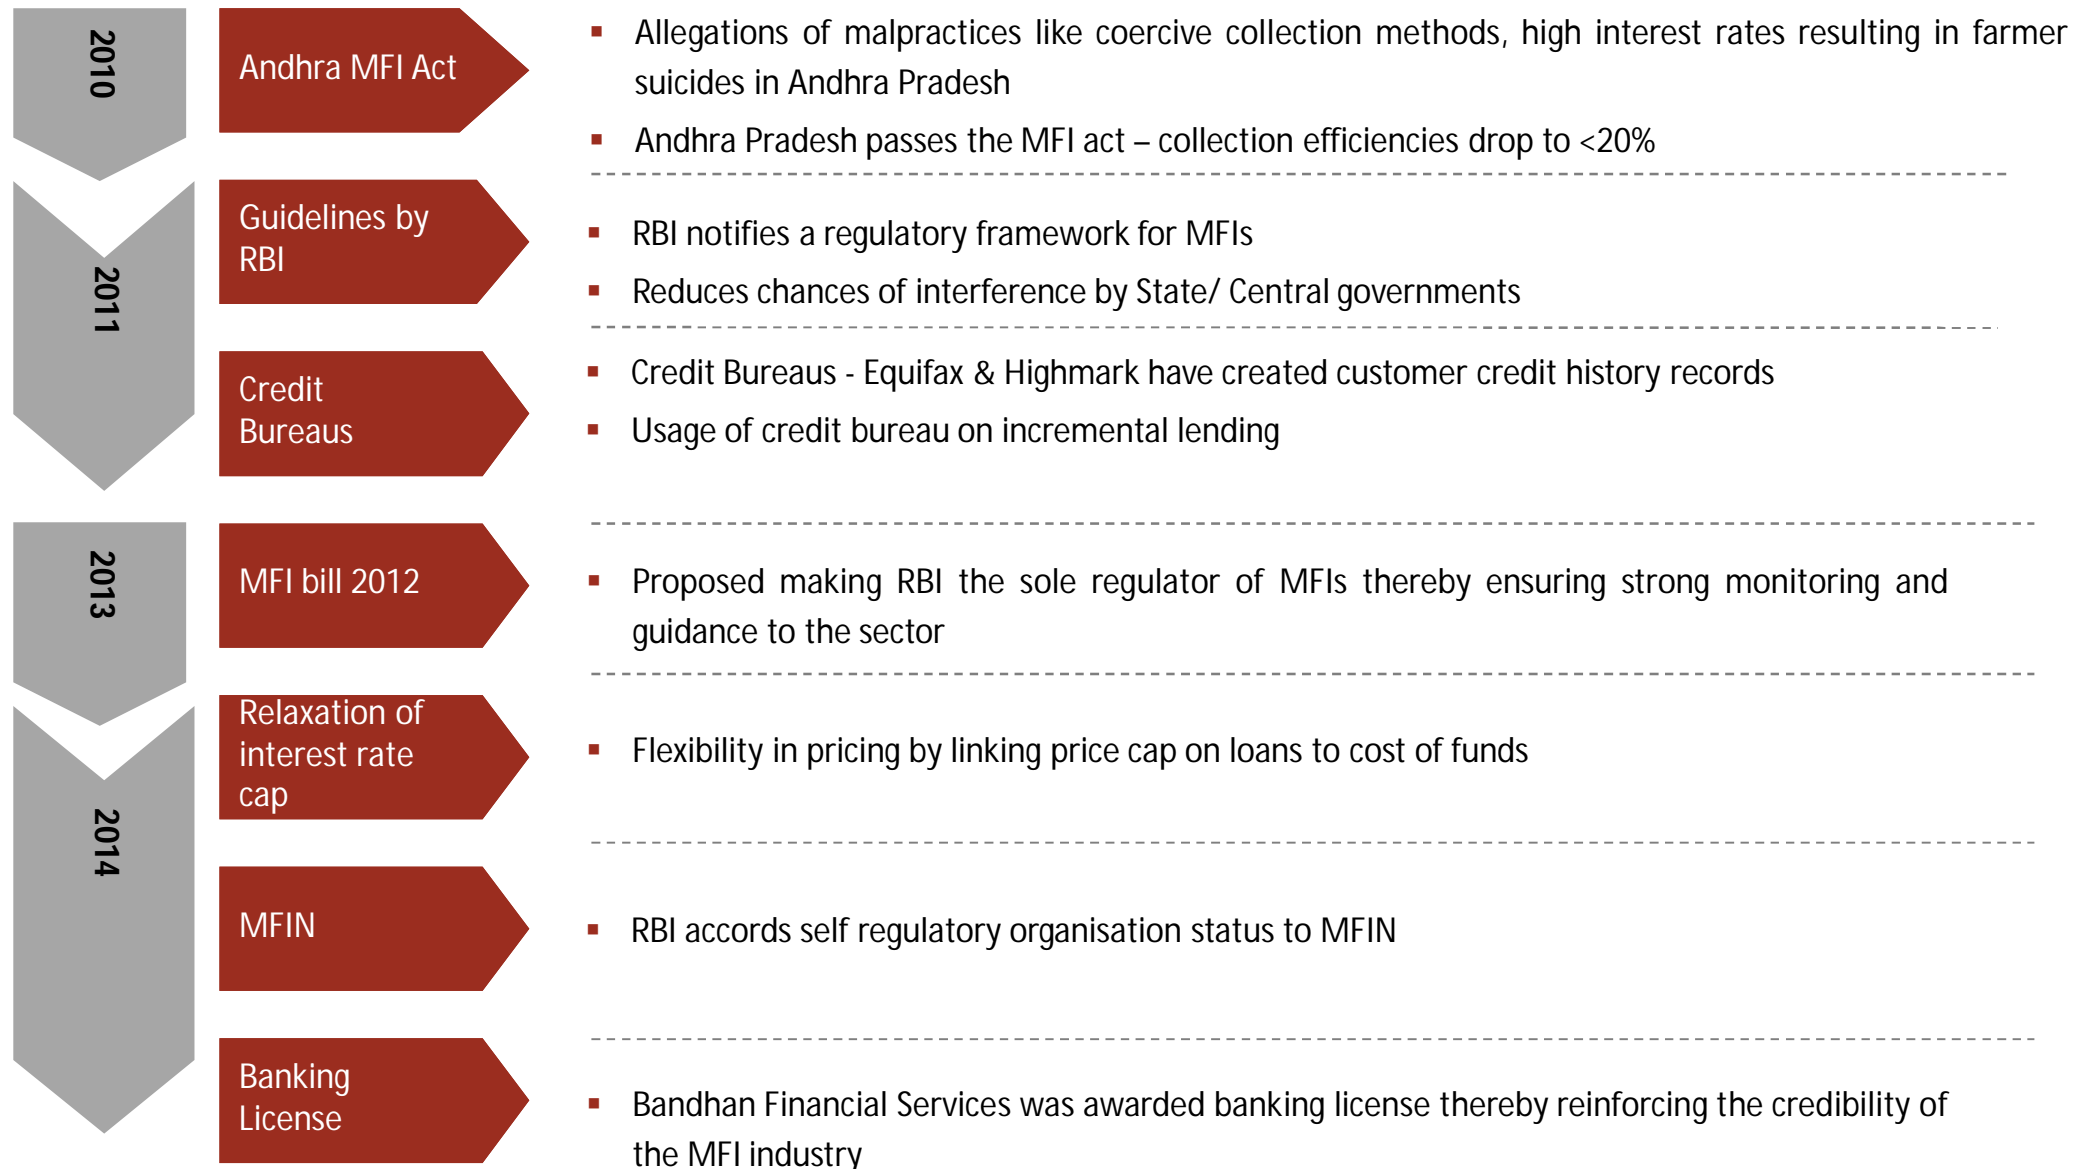 2010
Andhra MFI Act
▪ Allegations of malpractices like coercive collection methods, high interest rates resulting in farmer
suicides in Andhra Pradesh
▪ Andhra Pradesh passes the MFI act – collection efficiencies drop to <20%
2011
Guidelines by
RBI
▪ RBI notifies a regulatory framework for MFIs
▪ Reduces chances of interference by State/ Central governments
Credit
Bureaus
▪ Credit Bureaus - Equifax & Highmark have created customer credit history records
▪ Usage of credit bureau on incremental lending
2013
MFI bill 2012
▪ Proposed making RBI the sole regulator of MFIs thereby ensuring strong monitoring and
guidance to the sector
2014
Relaxation of
interest rate
cap
▪ Flexibility in pricing by linking price cap on loans to cost of funds
MFIN
▪ RBI accords self regulatory organisation status to MFIN
Banking
License
▪ Bandhan Financial Services was awarded banking license thereby reinforcing the credibility of
the MFI industry